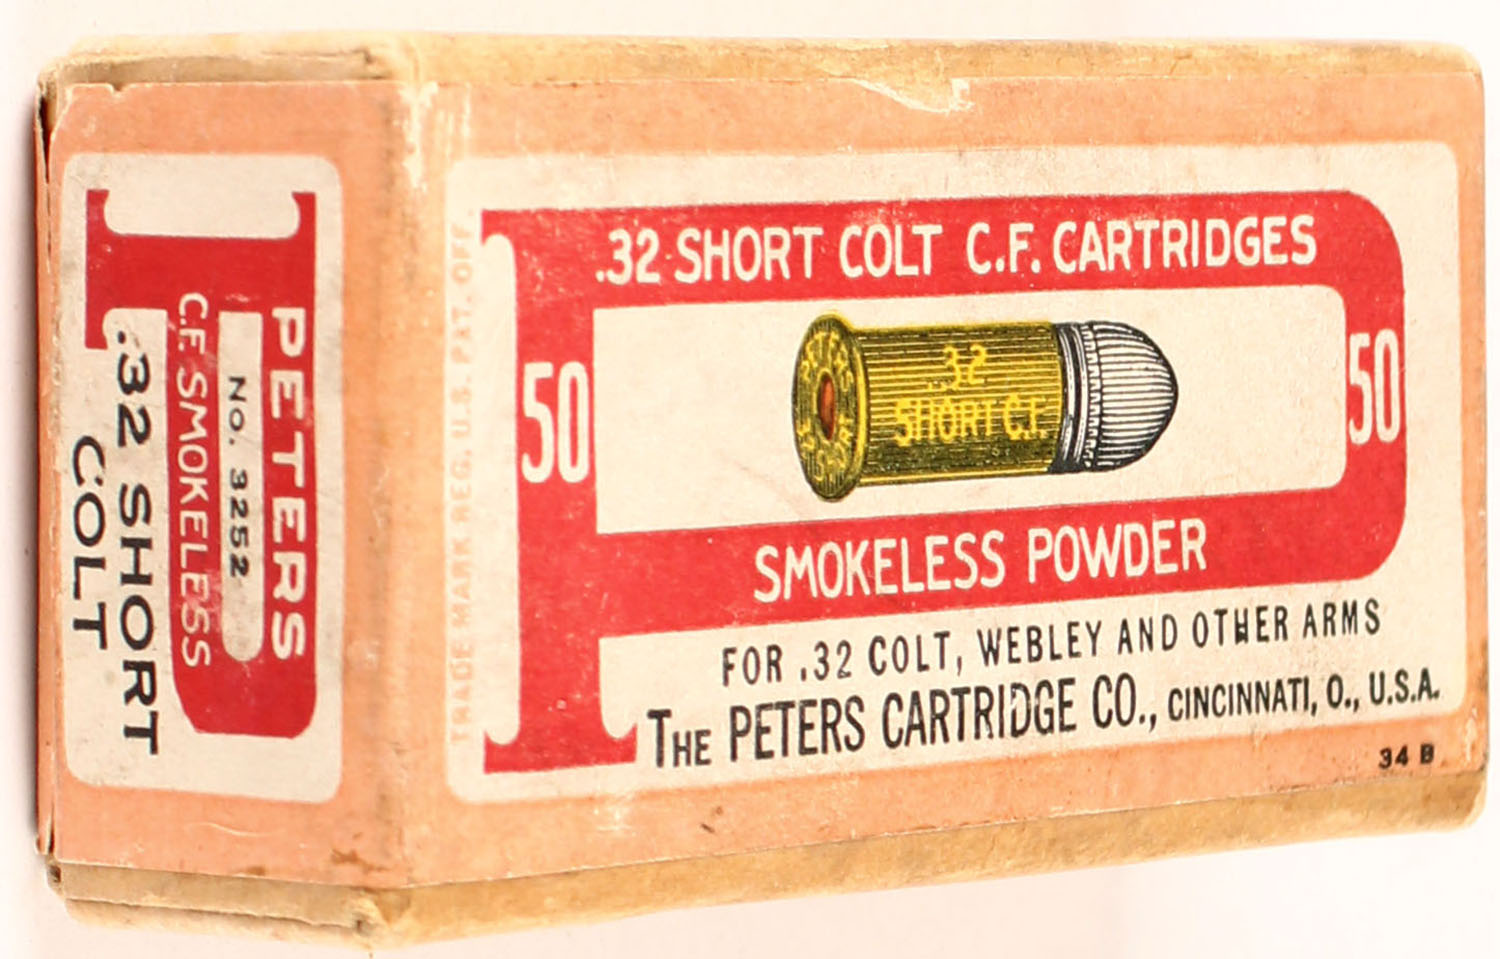 .32 SHORT COLT C.F. CARTRIDGES
50
50
.32
SHORT C.F.
PETERS
SMOKELESS POWDER
FOR .32 COLT, WEBLEY AND OTHER ARMS
THE PETERS CARTRIDGE CO., CINCINNATI, O., U.S.A.
34 B
TRADE MARK REG. U.S. PAT. OFF.
PETERS
NO. 3252
C.F. SMOKELESS
.32 SHORT
COLT